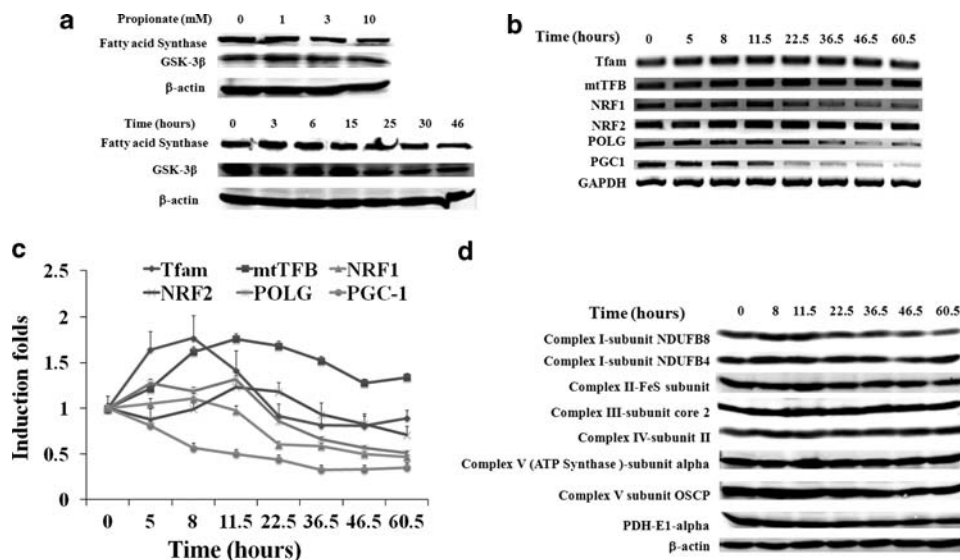 a
Propionate (mM) 0 1 3 10
Fatty acid Synthase
GSK-3β
β-actin
Time (hours) 0 3 6 15 25 30 46
Fatty acid Synthase
GSK-3β
β-actin
b
Time (hours) 0 5 8 11.5 22.5 36.5 46.5 60.5
Tfam
mtTFB
NRF1
NRF2
POLG
PGC1
GAPDH
c
Tfam mtTFB NRF1
NRF2 POLG PGC-1
Induction folds
2.5
2
1.5
1
0.5
0
0 5 8 11.5 22.5 36.5 46.5 60.5
Time (hours)
d
Time (hours) 0 8 11.5 22.5 36.5 46.5 60.5
Complex I-subunit NDUFB8
Complex I-subunit NDUFB4
Complex II-FeS subunit
Complex III-subunit core 2
Complex IV-subunit II
Complex V (ATP Synthase )-subunit alpha
Complex V subunit OSCP
PDH-E1-alpha
β-actin